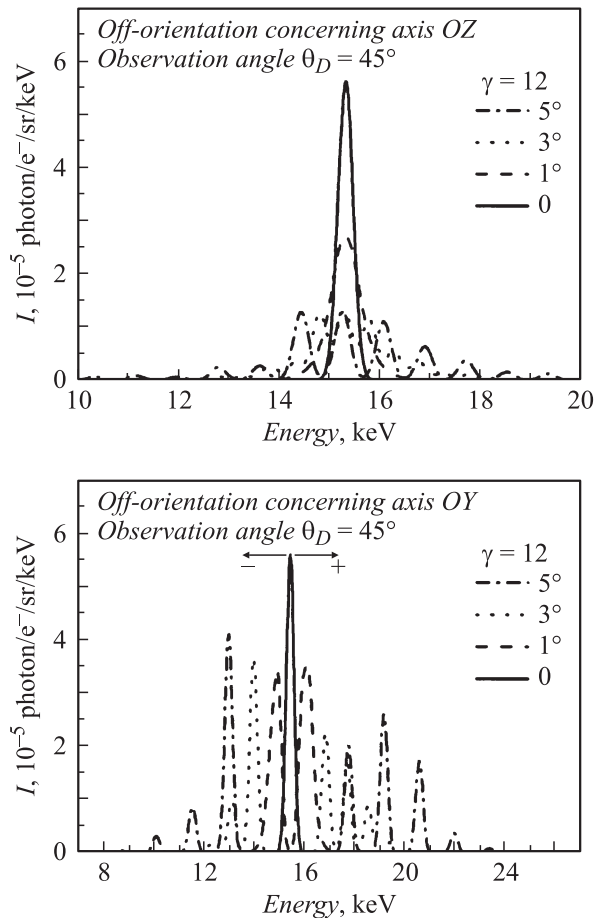 Off-orientation concerning axis OZ
Observation angle θ_D = 45°
γ = 12
5°
3°
1°
0
6
4
2
0
I, 10⁻⁵ photon/e⁻/sr/keV
10 12 14 16 18 20
Energy, keV
Off-orientation concerning axis OY
Observation angle θ_D = 45°
− +
γ = 12
5°
3°
1°
0
6
4
2
0
I, 10⁻⁵ photon/e⁻/sr/keV
8 12 16 20 24
Energy, keV